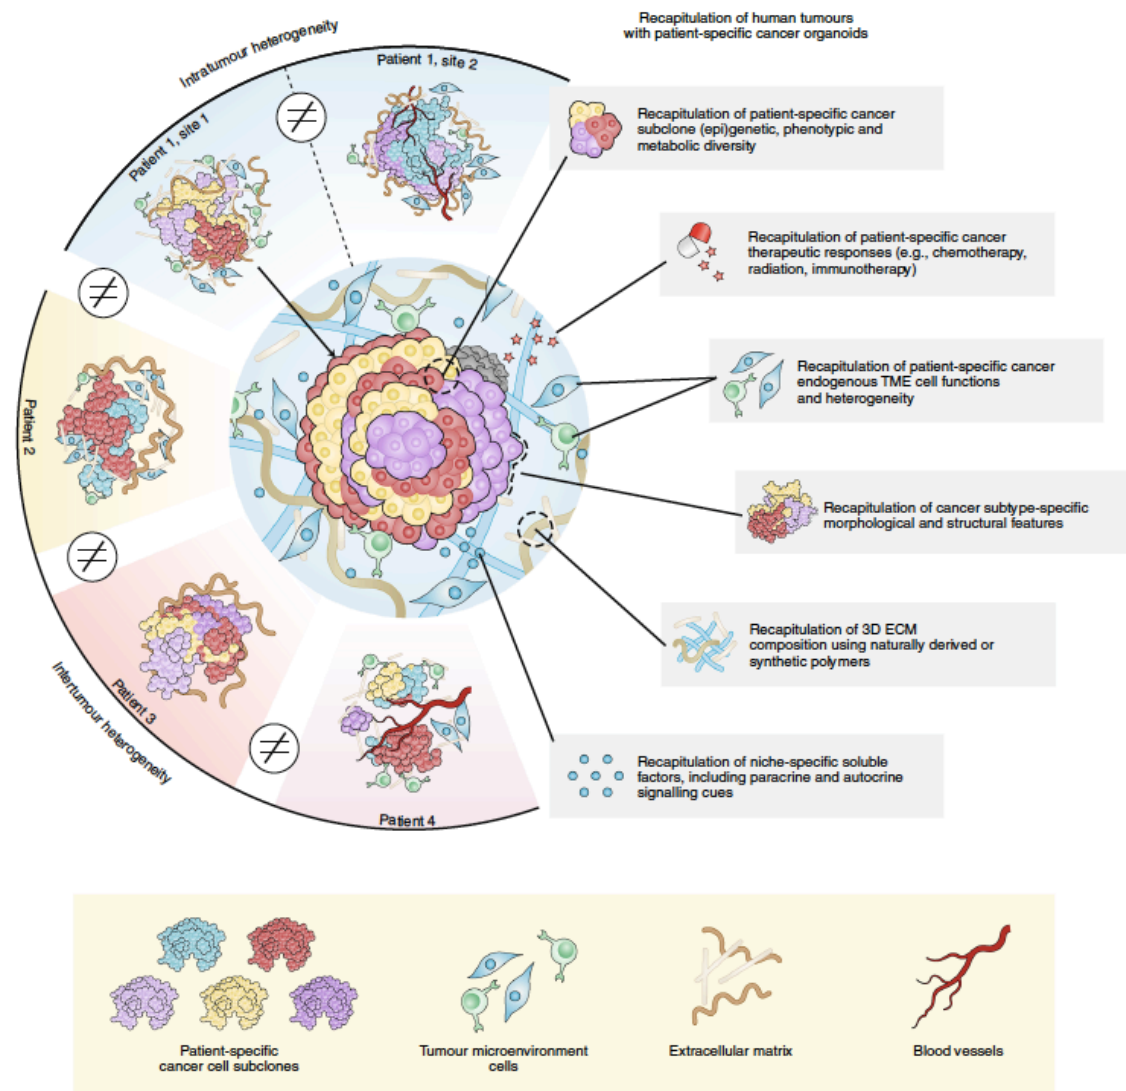 Recapitulation of human tumours
with patient-specific cancer organoids
Intratumour heterogeneity
Patient 1, site 2
≠
Patient 1, site 1
Recapitulation of patient-specific cancer
subclone (epi)genetic, phenotypic and
metabolic diversity
Recapitulation of patient-specific cancer
therapeutic responses (e.g., chemotherapy,
radiation, immunotherapy)
≠
Recapitulation of patient-specific cancer
endogenous TME cell functions
and heterogeneity
Patient 2
Recapitulation of cancer subtype-specific
morphological and structural features
≠
Recapitulation of 3D ECM
composition using naturally derived or
synthetic polymers
Patient 3
Intertumour heterogeneity
≠
Recapitulation of niche-specific soluble
factors, including paracrine and autocrine
signalling cues
Patient 4
Patient-specific
cancer cell subclones
Tumour microenvironment
cells
Extracellular matrix
Blood vessels